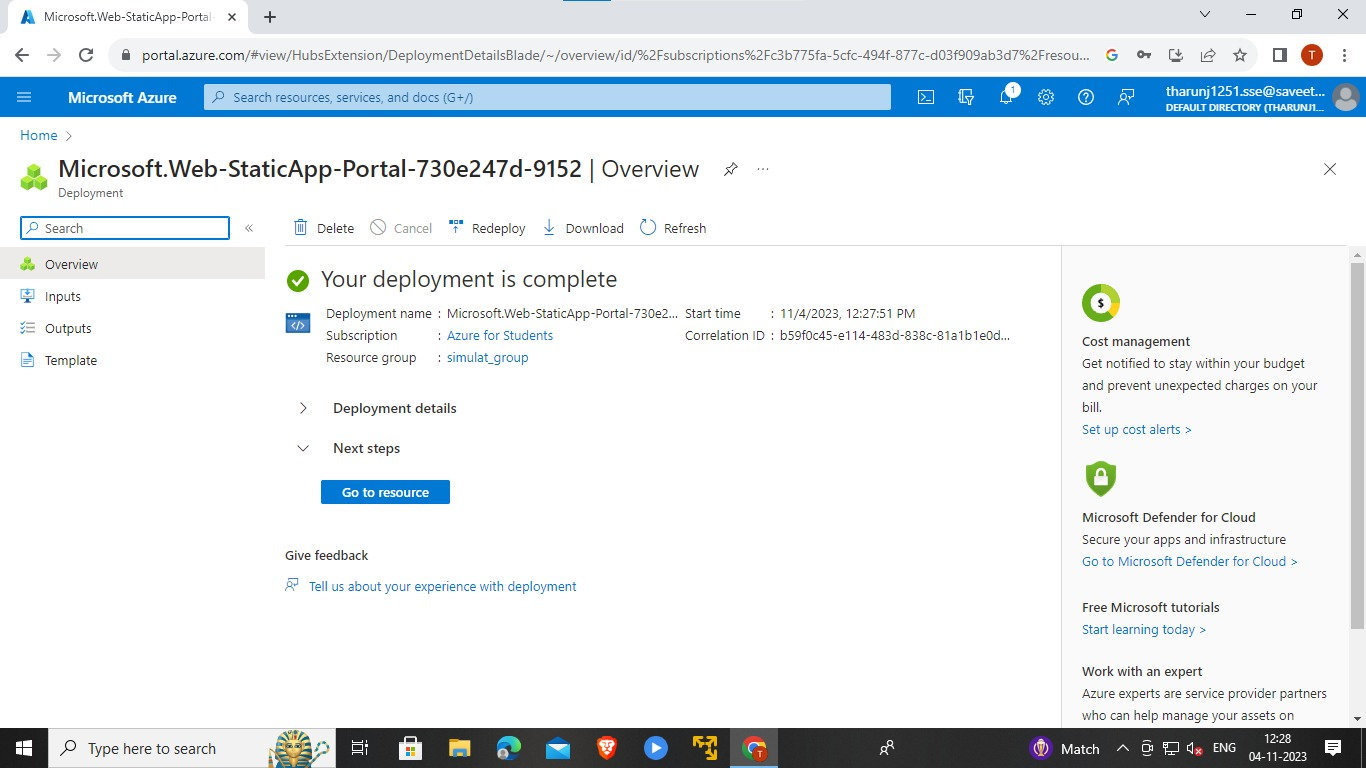 Microsoft.Web-StaticApp-Portal-
portal.azure.com/#view/HubsExtension/DeploymentDetailsBlade/~/overview/id/%2Fsubscriptions%2Fc3b775fa-5cfc-494f-877c-d03f909ab3d7%2Fresou...
T
Microsoft Azure
Search resources, services, and docs (G+/)
1
tharunj1251.sse@saveet...
DEFAULT DIRECTORY (THARUNJ1...
Home >
Microsoft.Web-StaticApp-Portal-730e247d-9152 | Overview
...
Deployment
Search
«
Delete
Cancel
Redeploy
Download
Refresh
Overview
Inputs
Outputs
Template
Your deployment is complete
Deployment name : Microsoft.Web-StaticApp-Portal-730e2...
Subscription : Azure for Students
Resource group : simulat_group
Start time : 11/4/2023, 12:27:51 PM
Correlation ID : b59f0c45-e114-483d-838c-81a1b1e0d...
Deployment details
Next steps
Go to resource
Give feedback
Tell us about your experience with deployment
$
Cost management
Get notified to stay within your budget
and prevent unexpected charges on your
bill.
Set up cost alerts >
Microsoft Defender for Cloud
Secure your apps and infrastructure
Go to Microsoft Defender for Cloud >
Free Microsoft tutorials
Start learning today >
Work with an expert
Azure experts are service provider partners
who can help manage your assets on
Type here to search
T
Match
ENG
12:28
04-11-2023